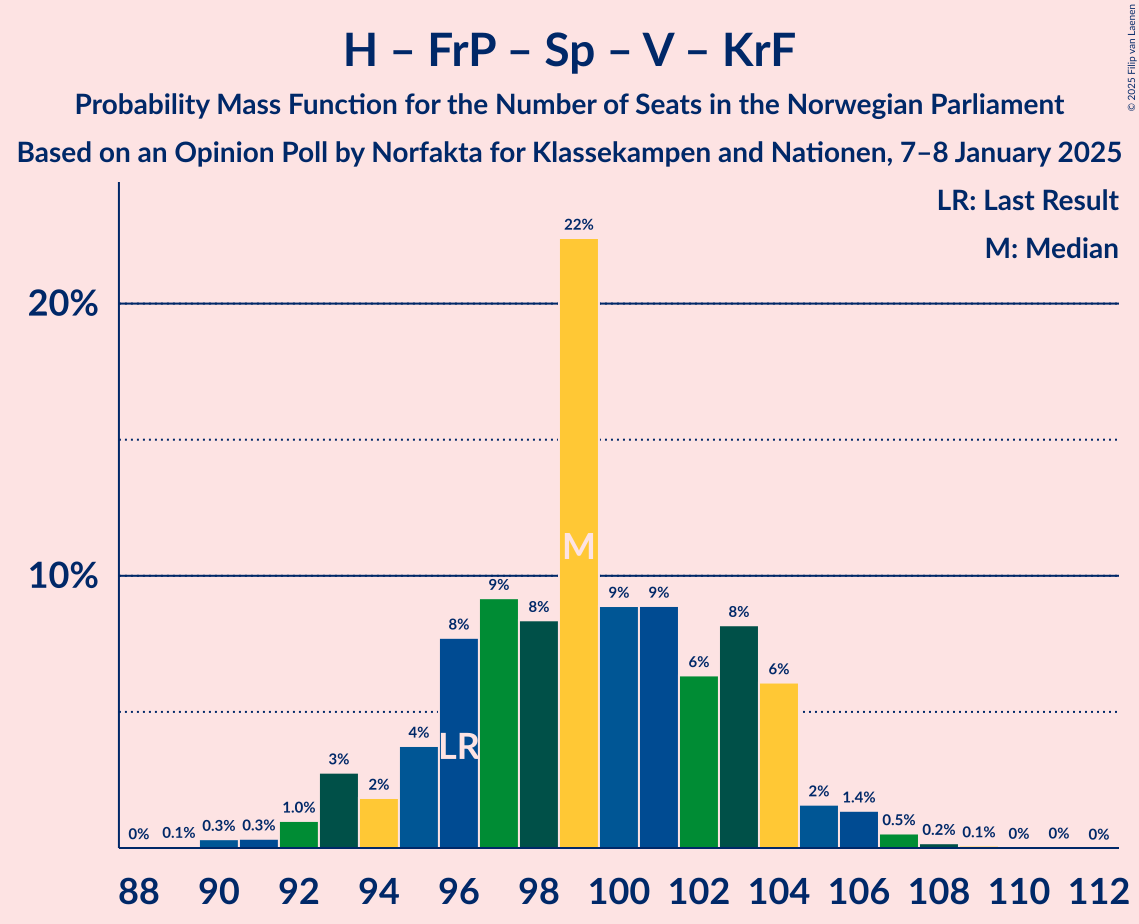 H – FrP – Sp – V – KrF
Probability Mass Function for the Number of Seats in the Norwegian Parliament
Based on an Opinion Poll by Norfakta for Klassekampen and Nationen, 7–8 January 2025
© 2025 Filip van Laenen
LR: Last Result
M: Median
20%
10%
0% 0.1% 0.3% 0.3% 1.0% 3% 2% 4% 8% 9% 8% 22% 9% 9% 6% 8% 6% 2% 1.4% 0.5% 0.2% 0.1% 0% 0% 0%
M
LR
88 90 92 94 96 98 100 102 104 106 108 110 112